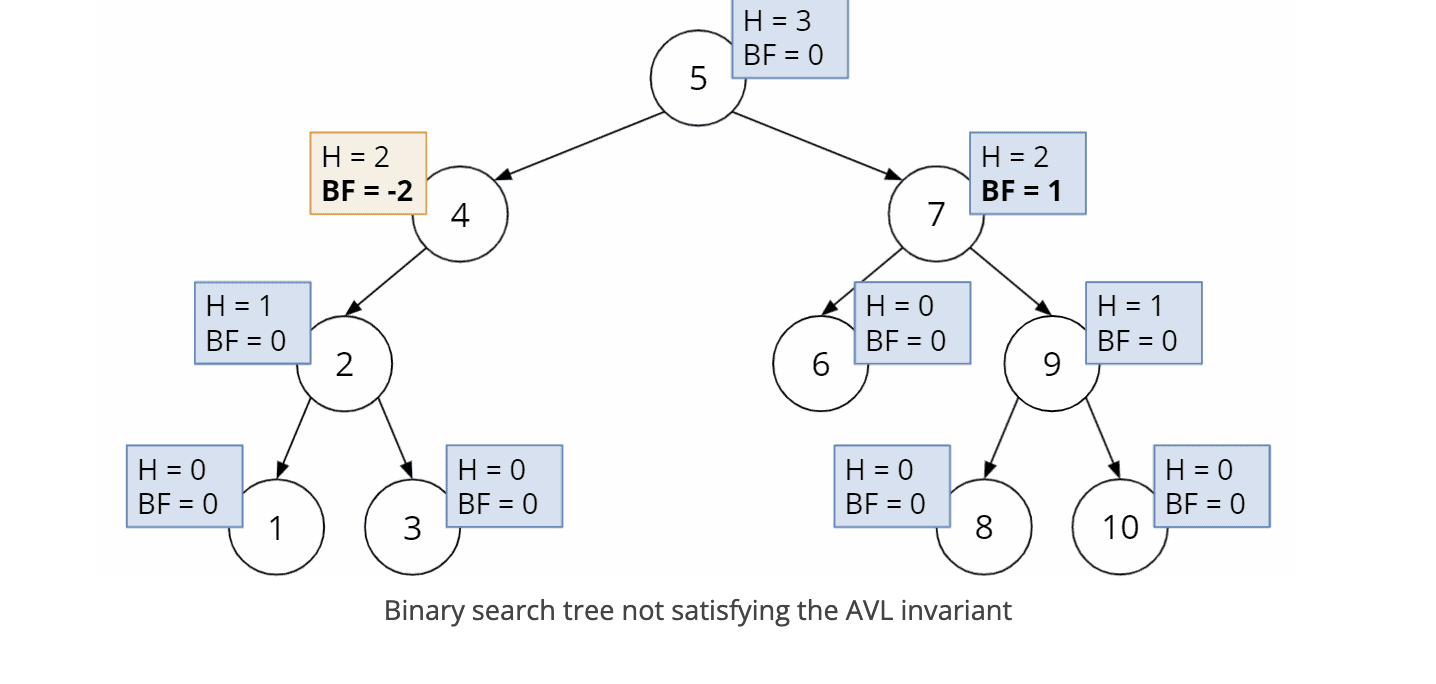 H = 3
BF = 0
5
H = 2
BF = -2
4
H = 2
BF = 1
7
H = 1
BF = 0
2
H = 0
BF = 0
6
H = 1
BF = 0
9
H = 0
BF = 0
1
H = 0
BF = 0
3
H = 0
BF = 0
8
H = 0
BF = 0
10
Binary search tree not satisfying the AVL invariant